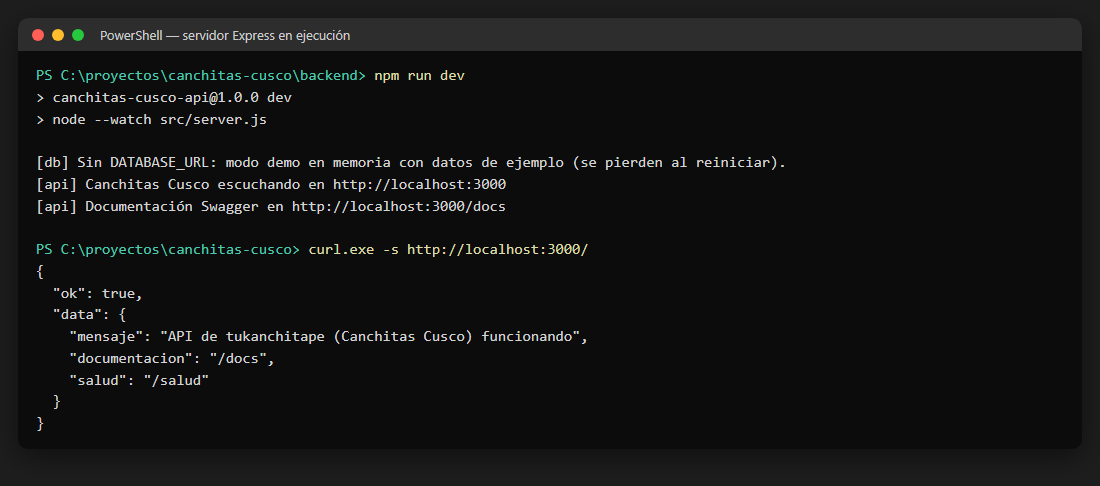 PowerShell — servidor Express en ejecución
PS C:\proyectos\canchitas-cusco\backend> npm run dev
> canchitas-cusco-api@1.0.0 dev
> node --watch src/server.js
[db] Sin DATABASE_URL: modo demo en memoria con datos de ejemplo (se pierden al reiniciar).
[api] Canchitas Cusco escuchando en http://localhost:3000
[api] Documentación Swagger en http://localhost:3000/docs
PS C:\proyectos\canchitas-cusco> curl.exe -s http://localhost:3000/
{
  "ok": true,
  "data": {
    "mensaje": "API de tukanchitape (Canchitas Cusco) funcionando",
    "documentacion": "/docs",
    "salud": "/salud"
  }
}